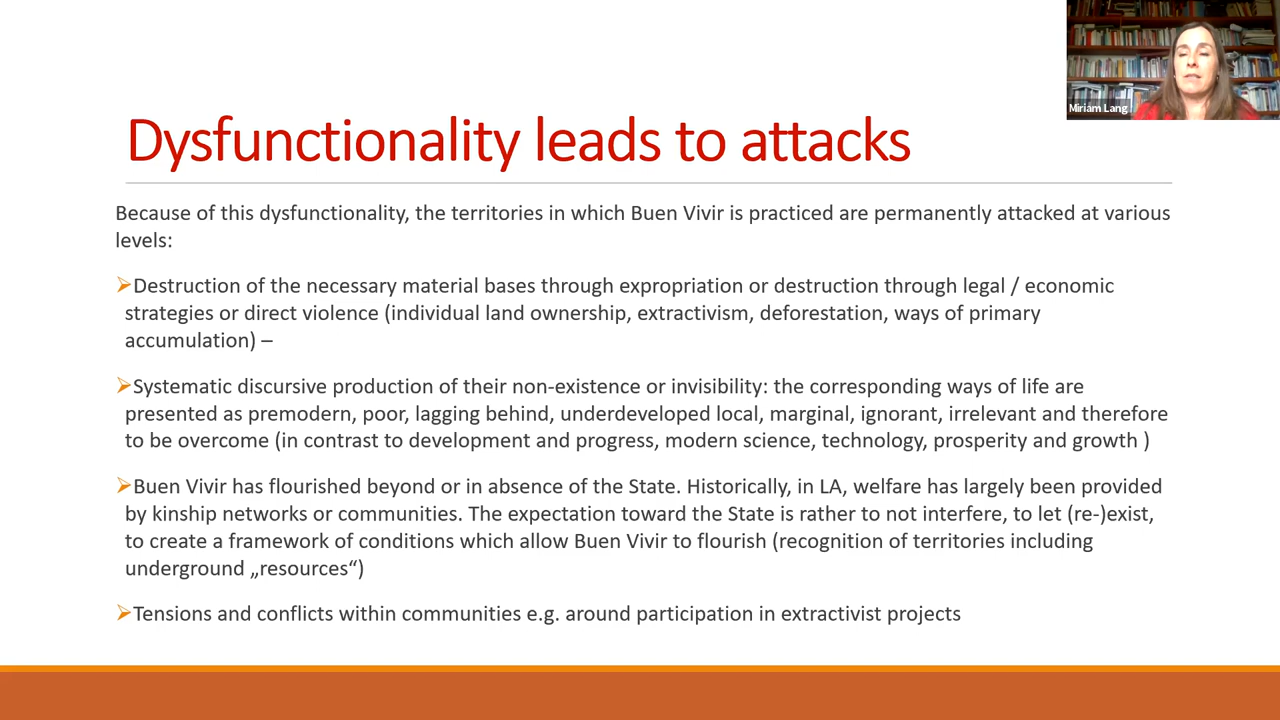 Miriam Lang
Dysfunctionality leads to attacks
Because of this dysfunctionality, the territories in which Buen Vivir is practiced are permanently attacked at various
levels:
➢Destruction of the necessary material bases through expropriation or destruction through legal / economic
strategies or direct violence (individual land ownership, extractivism, deforestation, ways of primary
accumulation) –
➢Systematic discursive production of their non-existence or invisibility: the corresponding ways of life are
presented as premodern, poor, lagging behind, underdeveloped local, marginal, ignorant, irrelevant and therefore
to be overcome (in contrast to development and progress, modern science, technology, prosperity and growth )
➢Buen Vivir has flourished beyond or in absence of the State. Historically, in LA, welfare has largely been provided
by kinship networks or communities. The expectation toward the State is rather to not interfere, to let (re-)exist,
to create a framework of conditions which allow Buen Vivir to flourish (recognition of territories including
underground „resources“)
➢Tensions and conflicts within communities e.g. around participation in extractivist projects